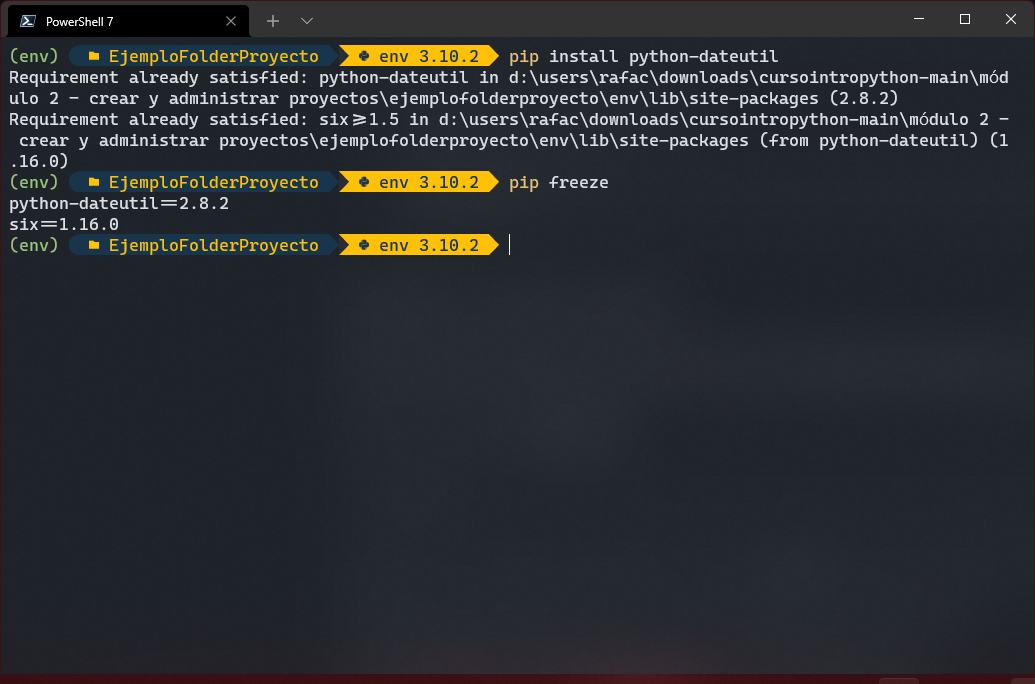 PowerShell 7
(env) EjemploFolderProyecto env 3.10.2 pip install python-dateutil
Requirement already satisfied: python-dateutil in d:\users\rafac\downloads\cursointropython-main\mód
ulo 2 - crear y administrar proyectos\ejemplofolderproyecto\env\lib\site-packages (2.8.2)
Requirement already satisfied: six>=1.5 in d:\users\rafac\downloads\cursointropython-main\módulo 2 -
crear y administrar proyectos\ejemplofolderproyecto\env\lib\site-packages (from python-dateutil) (1
.16.0)
(env) EjemploFolderProyecto env 3.10.2 pip freeze
python-dateutil==2.8.2
six==1.16.0
(env) EjemploFolderProyecto env 3.10.2